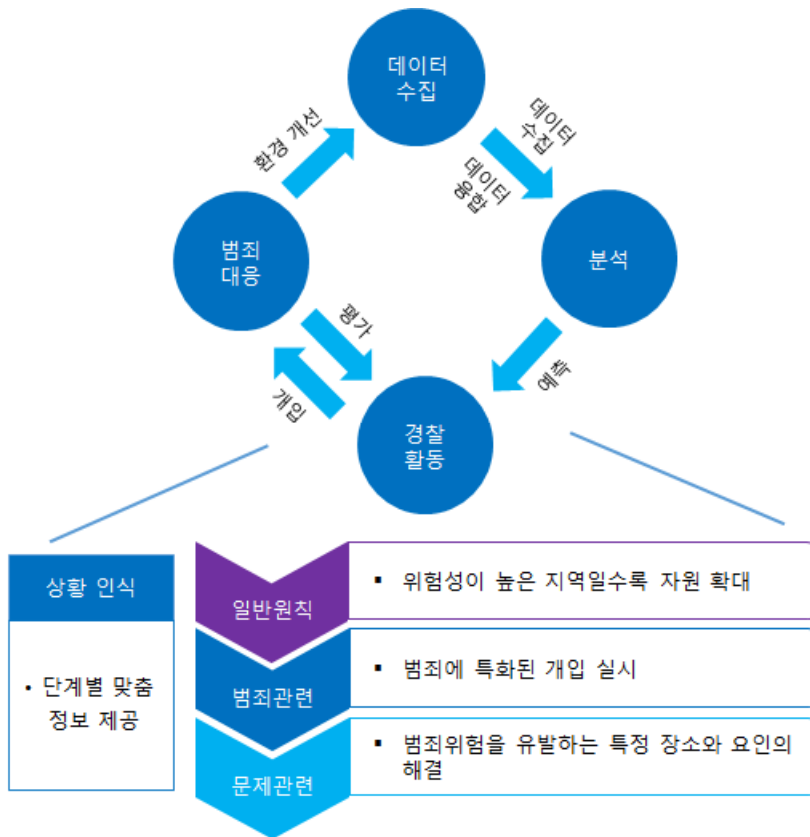 데이터
수집
환경 개선
데이터
수집
데이터
융합
범죄
대응
분석
평가
개입
예측
경찰
활동
상황 인식
• 단계별 맞춤
정보 제공
일반원칙
▪ 위험성이 높은 지역일수록 자원 확대
범죄관련
▪ 범죄에 특화된 개입 실시
문제관련
▪ 범죄위험을 유발하는 특정 장소와 요인의
해결